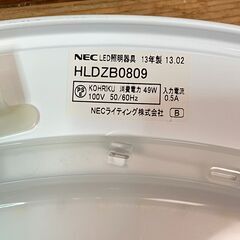 NEC LED照明器具 13年製 13.02
HLDZB0809
KOHRIKU 消費電力 49W 入力電流
100V 50/60Hz 0.5A
NECライティング株式会社 B